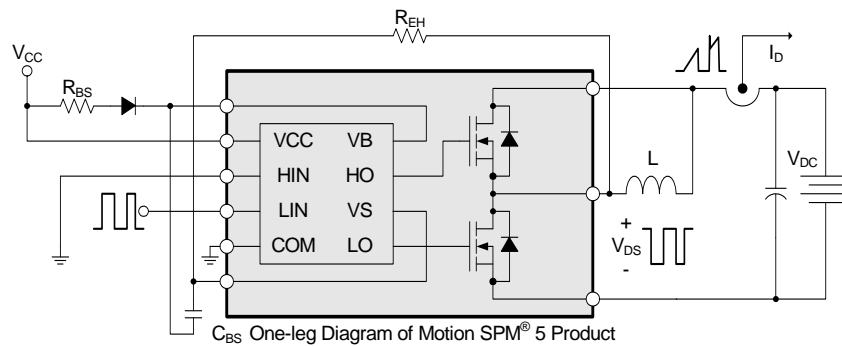 R_EH
V_CC
R_BS
I_D
VCC VB
HIN HO
LIN VS
COM LO
L
V_DC
+
V_DS
-
C_BS One-leg Diagram of Motion SPM® 5 Product